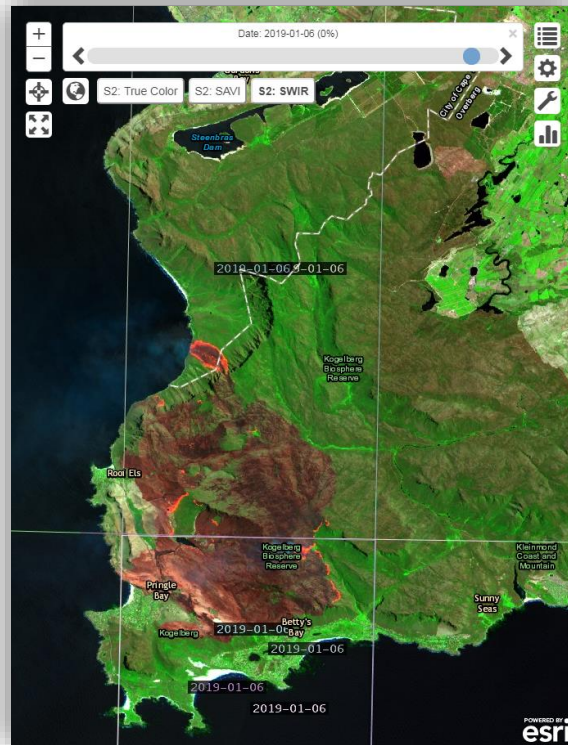 Date: 2019-01-06 (0%)
S2: True Color
S2: SAVI
S2: SWIR
Steenbras
Dam
City of Cape
Overberg
2019-01-06
9-01-06
Kogelberg
Biosphere
Reserve
Rooi Els
Kogelberg
Biosphere
Reserve
Kleinmond
Coast and
Mountain
Pringle
Bay
Sunny
Seas
Betty's
Bay
Kogelberg
2019-01-06
2019-01-06
2019-01-06
2019-01-06
POWERED BY
esri